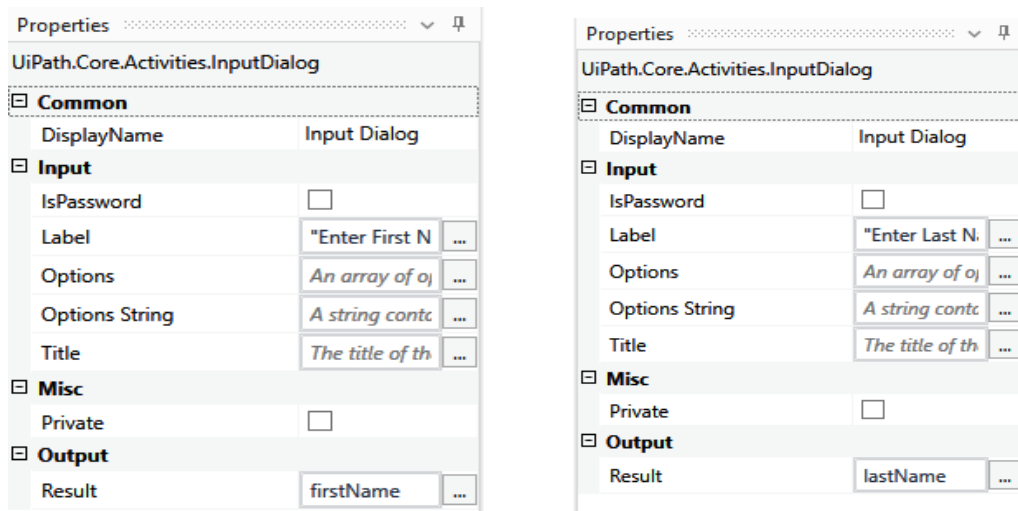 Properties
UiPath.Core.Activities.InputDialog
Common
DisplayName Input Dialog
Input
IsPassword
Label "Enter First N ...
Options An array of o ...
Options String A string conto ...
Title The title of th ...
Misc
Private
Output
Result firstName ...
Properties
UiPath.Core.Activities.InputDialog
Common
DisplayName Input Dialog
Input
IsPassword
Label "Enter Last N ...
Options An array of o ...
Options String A string conto ...
Title The title of th ...
Misc
Private
Output
Result lastName ...